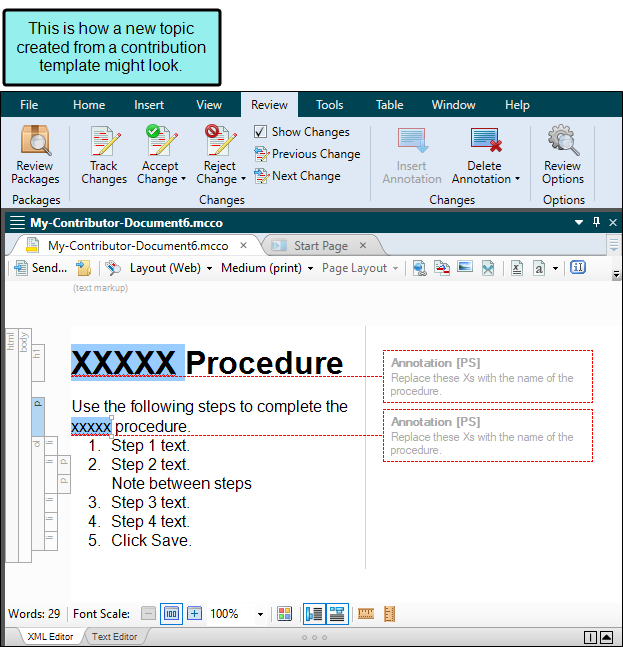 This is how a new topic
created from a contribution
template might look.
File Home Insert View Review Tools Table Window Help
Review
Packages
Packages
Track
Changes
Accept
Change
Reject
Change
Show Changes
Previous Change
Next Change
Changes
Insert
Annotation
Delete
Annotation
Changes
Review
Options
Options
My-Contributor-Document6.mcco
My-Contributor-Document6.mcco Start Page
Send... Layout (Web) Medium (print) Page Layout
(text markup)
html
body
h1
p
ol
li
li
li
li
li
p
p
XXXXX Procedure
Annotation [PS]
Replace these Xs with the name of the
procedure.
Use the following steps to complete the
xxxxx procedure.
Annotation [PS]
Replace these Xs with the name of the
procedure.
1. Step 1 text.
2. Step 2 text.
Note between steps
3. Step 3 text.
4. Step 4 text.
5. Click Save.
Words: 29 Font Scale: 100 100%
XML Editor Text Editor